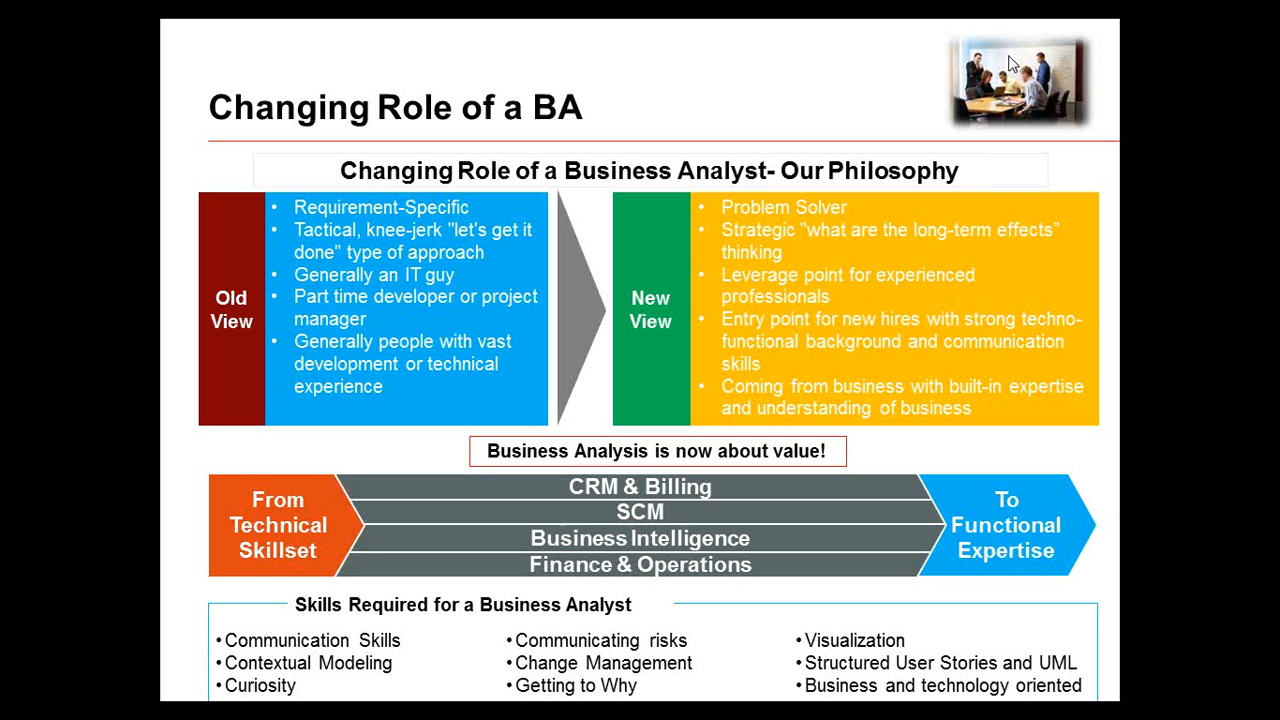 Changing Role of a BA
Changing Role of a Business Analyst- Our Philosophy
Old
View
• Requirement-Specific
• Tactical, knee-jerk "let's get it
done" type of approach
• Generally an IT guy
• Part time developer or project
manager
• Generally people with vast
development or technical
experience
New
View
• Problem Solver
• Strategic "what are the long-term effects”
thinking
• Leverage point for experienced
professionals
• Entry point for new hires with strong techno-
functional background and communication
skills
• Coming from business with built-in expertise
and understanding of business
Business Analysis is now about value!
From
Technical
Skillset
CRM & Billing
SCM
Business Intelligence
Finance & Operations
To
Functional
Expertise
Skills Required for a Business Analyst
• Communication Skills
• Contextual Modeling
• Curiosity
• Communicating risks
• Change Management
• Getting to Why
• Visualization
• Structured User Stories and UML
• Business and technology oriented